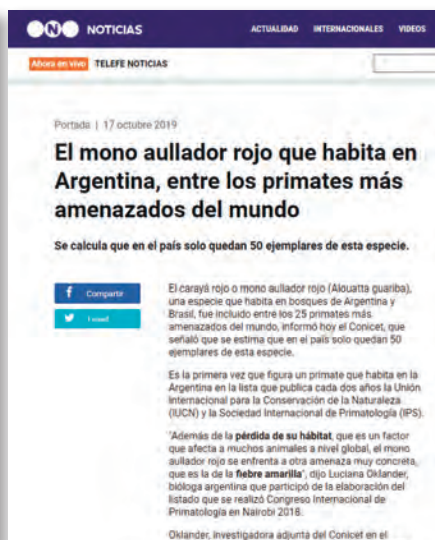 NOTICIAS
ACTUALIDAD INTERNACIONALES VIDEOS
Ahora en vivo TELEFE NOTICIAS
Portada | 17 octubre 2019
El mono aullador rojo que habita en
Argentina, entre los primates más
amenazados del mundo
Se calcula que en el país solo quedan 50 ejemplares de esta especie.
f Compartir
Tweet
El carayá rojo o mono aullador rojo (Alouatta guariba),
una especie que habita en bosques de Argentina y
Brasil, fue incluido entre los 25 primates más
amenazados del mundo, informó hoy el Conicet, que
señaló que se estima que en el país solo quedan 50
ejemplares de esta especie.
Es la primera vez que figura un primate que habita en la
Argentina en la lista que publica cada dos años la Unión
Internacional para la Conservación de la Naturaleza
(IUCN) y la Sociedad Internacional de Primatología (IPS).
"Además de la pérdida de su hábitat, que es un factor
que afecta a muchos animales a nivel global, el mono
aullador rojo se enfrenta a otra amenaza muy concreta,
que es la de la fiebre amarilla", dijo Luciana Oklander,
bióloga argentina que participó de la elaboración del
listado que se realizó Congreso Internacional de
Primatología en Nairobi 2018.
Oklander, investigadora adjunta del Conicet en el